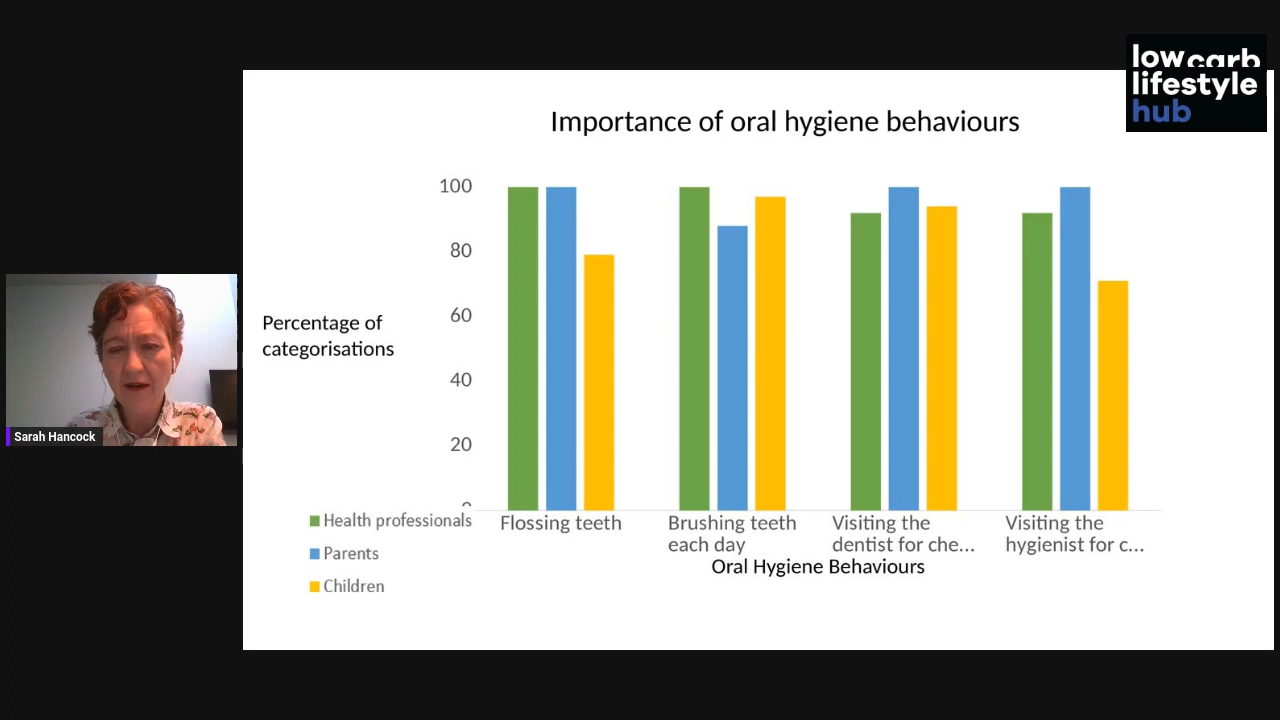 low carb
lifestyle
hub
Importance of oral hygiene behaviours
100
80
60
40
20
0
Percentage of
categorisations
Health professionals
Parents
Children
Flossing teeth
Brushing teeth
each day
Visiting the
dentist for che...
Visiting the
hygienist for c...
Oral Hygiene Behaviours
Sarah Hancock